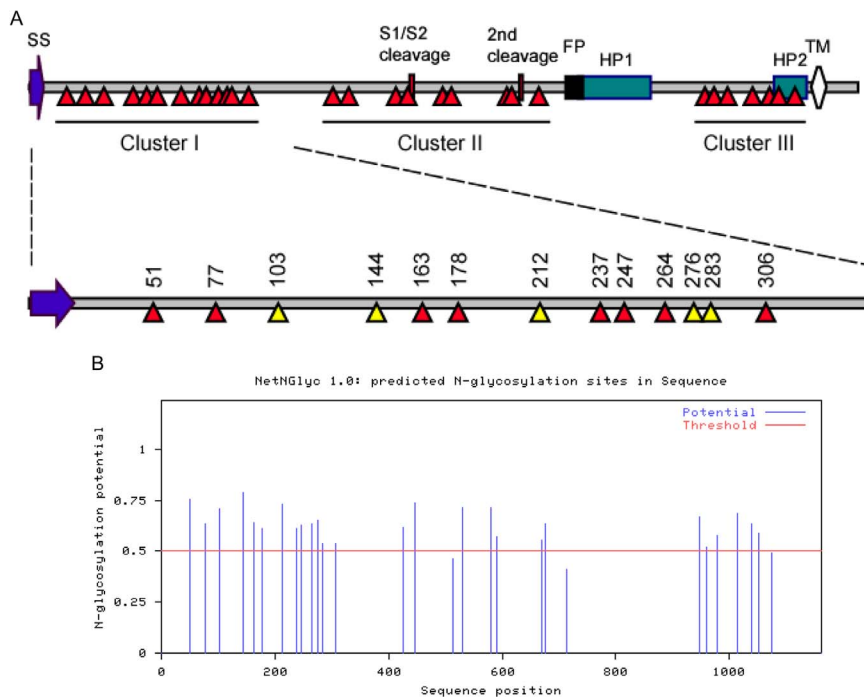 A
SS
S1/S2
cleavage
2nd
cleavage
FP
HP1
HP2
TM
Cluster I
Cluster II
Cluster III
51
77
103
144
163
178
212
237
247
264
276
283
306
B
NetNGlyc 1.0: predicted N-glycosylation sites in Sequence
Potential
Threshold
N-glycosylation potential
1
0.75
0.5
0.25
0
0
200
400
600
800
1000
Sequence position